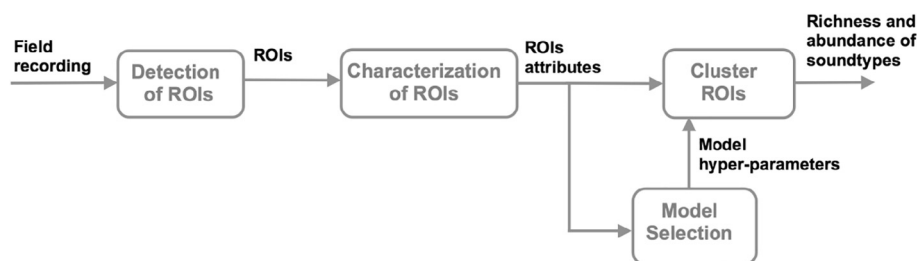 Field
recording
Detection
of ROIs
ROIs
Characterization
of ROIs
ROIs
attributes
Cluster
ROIs
Richness and
abundance of
soundtypes
Model
hyper-parameters
Model
Selection